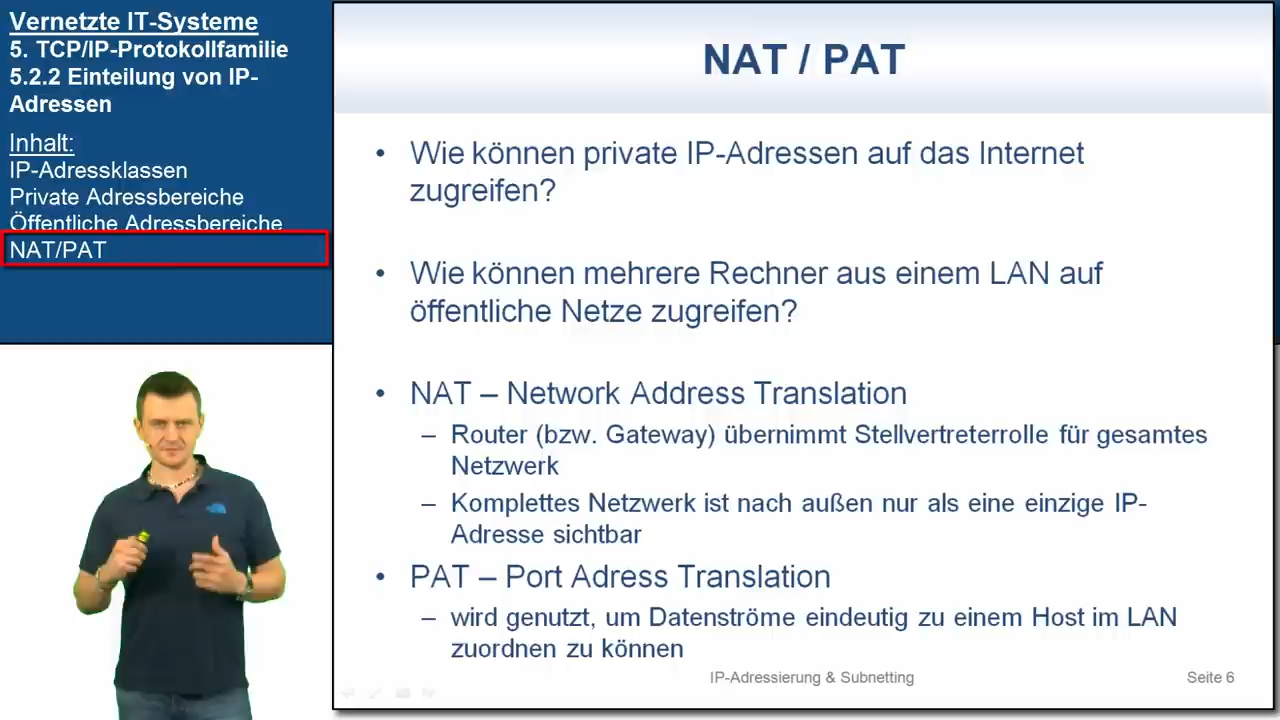 Vernetzte IT-Systeme
5. TCP/IP-Protokollfamilie
5.2.2 Einteilung von IP-
Adressen
Inhalt:
IP-Adressklassen
Private Adressbereiche
Öffentliche Adressbereiche
NAT/PAT
NAT / PAT
• Wie können private IP-Adressen auf das Internet
zugreifen?
• Wie können mehrere Rechner aus einem LAN auf
öffentliche Netze zugreifen?
• NAT – Network Address Translation
– Router (bzw. Gateway) übernimmt Stellvertreterrolle für gesamtes
Netzwerk
– Komplettes Netzwerk ist nach außen nur als eine einzige IP-
Adresse sichtbar
• PAT – Port Adress Translation
– wird genutzt, um Datenströme eindeutig zu einem Host im LAN
zuordnen zu können
IP-Adressierung & Subnetting
Seite 6